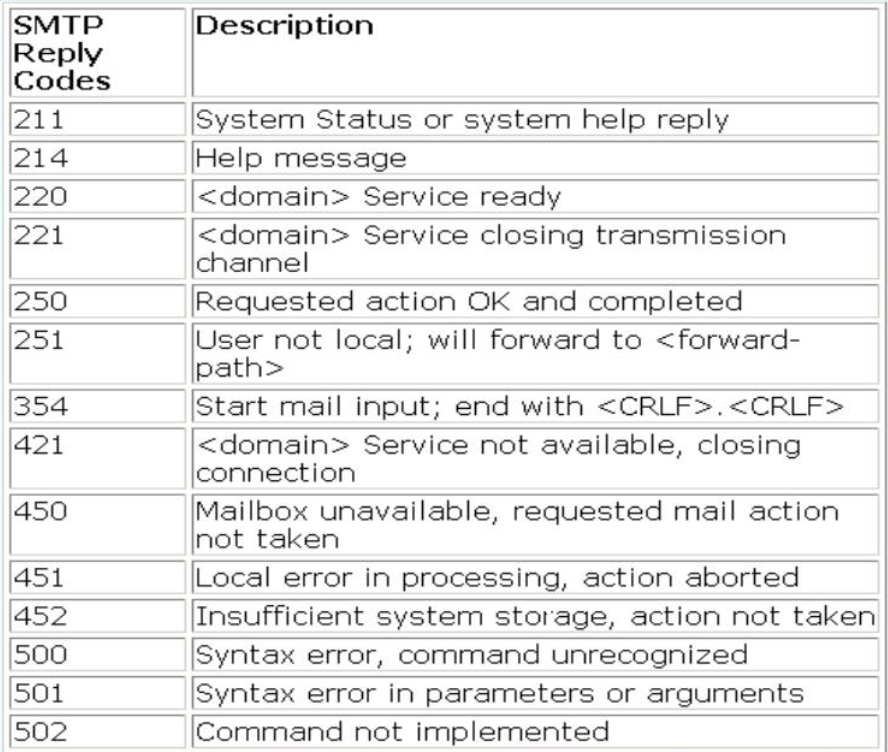 SMTP Reply Codes Description
211 System Status or system help reply
214 Help message
220 <domain> Service ready
221 <domain> Service closing transmission
channel
250 Requested action OK and completed
251 User not local; will forward to <forward-
path>
354 Start mail input; end with <CRLF>.<CRLF>
421 <domain> Service not available, closing
connection
450 Mailbox unavailable, requested mail action
not taken
451 Local error in processing, action aborted
452 Insufficient system storage, action not taken
500 Syntax error, command unrecognized
501 Syntax error in parameters or arguments
502 Command not implemented